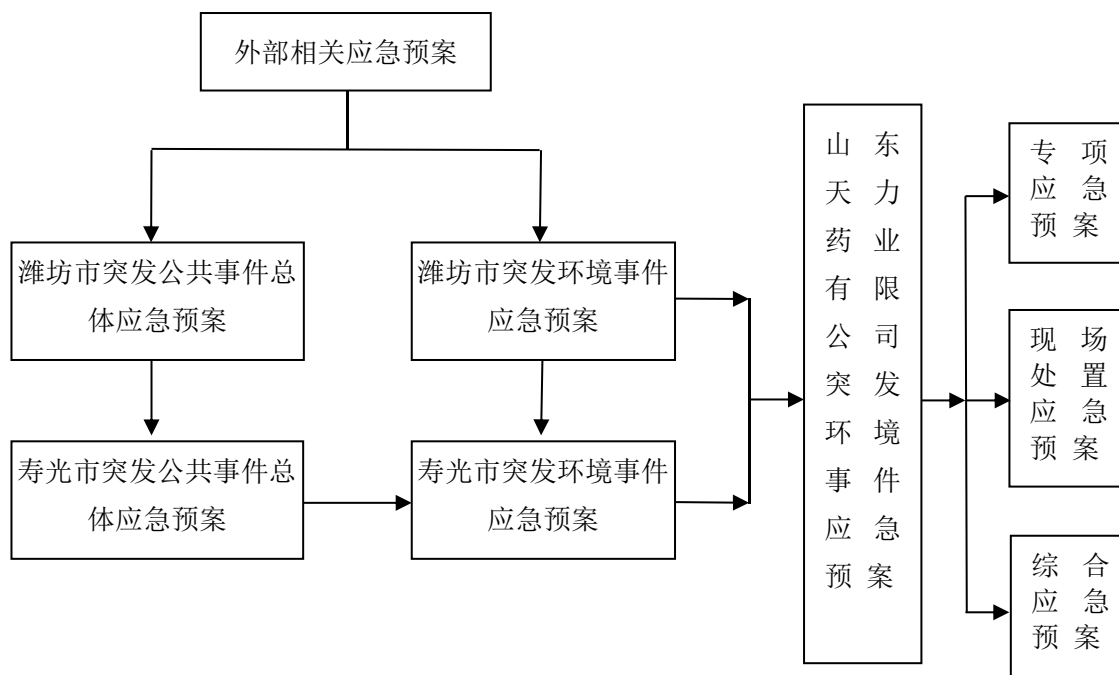 外部相关应急预案
潍坊市突发公共事件总
体应急预案
潍坊市突发环境事件
应急预案
寿光市突发公共事件总
体应急预案
寿光市突发环境事件
应急预案
山东
天力
药业
有限
公司
突发
环境
事件
应急
预案
专项
应急
预案
现场
处置
应急
预案
综合
应急
预案